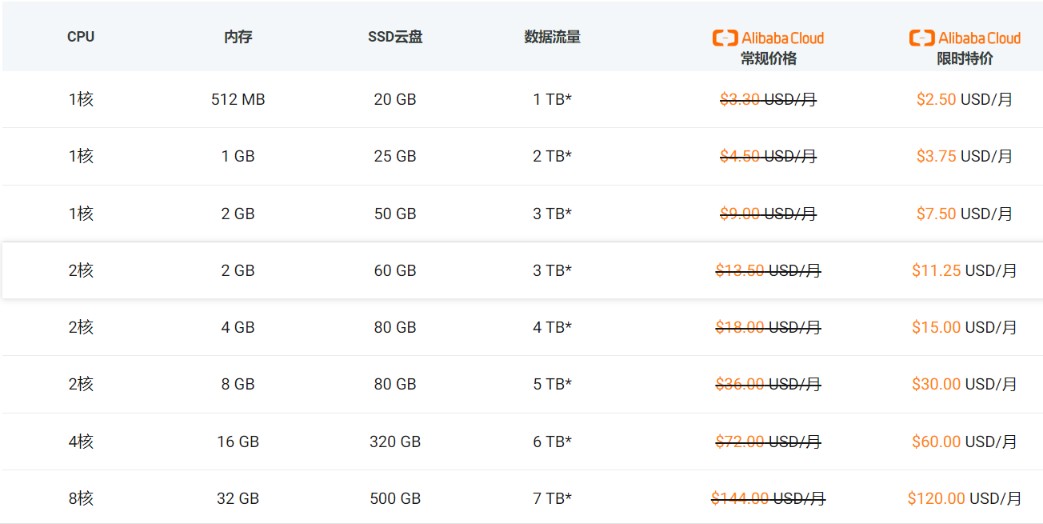 CPU 内存 SSD云盘 数据流量 Alibaba Cloud 常规价格 Alibaba Cloud 限时特价
1核 512 MB 20 GB 1 TB* $3.30 USD/月 $2.50 USD/月
1核 1 GB 25 GB 2 TB* $4.50 USD/月 $3.75 USD/月
1核 2 GB 50 GB 3 TB* $9.00 USD/月 $7.50 USD/月
2核 2 GB 60 GB 3 TB* $13.50 USD/月 $11.25 USD/月
2核 4 GB 80 GB 4 TB* $18.00 USD/月 $15.00 USD/月
2核 8 GB 80 GB 5 TB* $36.00 USD/月 $30.00 USD/月
4核 16 GB 320 GB 6 TB* $72.00 USD/月 $60.00 USD/月
8核 32 GB 500 GB 7 TB* $144.00 USD/月 $120.00 USD/月